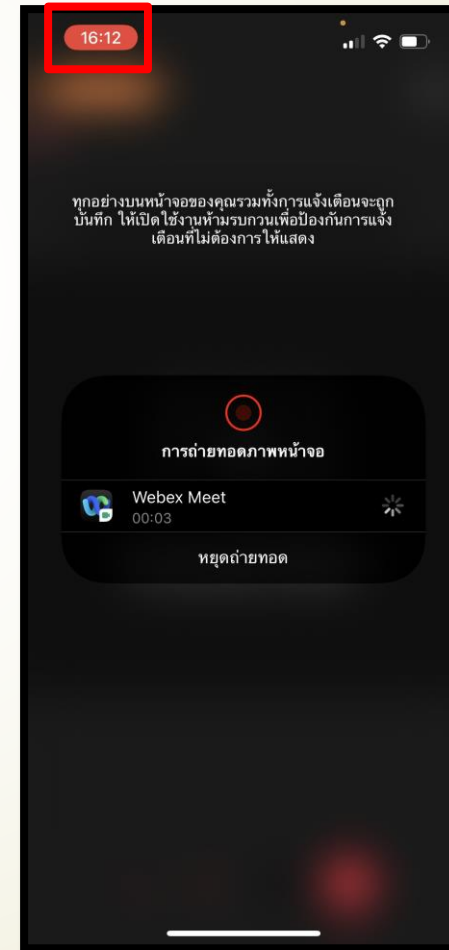 16:12
ทุกอย่างบนหน้าจอของคุณรวมทั้งการแจ้งเตือนจะถูก
บันทึก ให้เปิดใช้งานห้ามรบกวนเพื่อป้องกันการแจ้ง
เตือนที่ไม่ต้องการให้แสดง
การถ่ายทอดภาพหน้าจอ
Webex Meet
00:03
หยุดถ่ายทอด